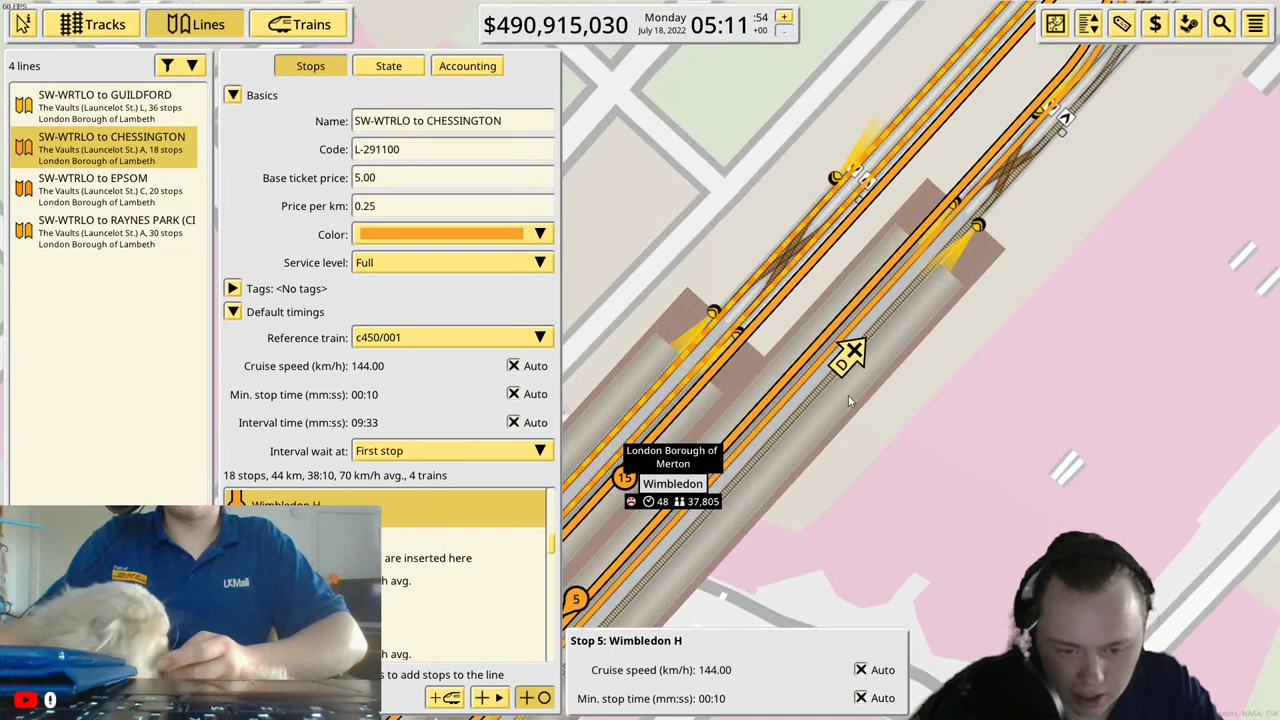 60 FPS
Tracks
Lines
Trains
$490,915,030
Monday
July 18, 2022
05:11
:54
+00
+
-
$
4 lines
SW-WRTLO to GUILDFORD
The Vaults (Launcelot St.) L, 36 stops
London Borough of Lambeth
SW-WTRLO to CHESSINGTON
The Vaults (Launcelot St.) A, 18 stops
London Borough of Lambeth
SW-WTRLO to EPSOM
The Vaults (Launcelot St.) C, 20 stops
London Borough of Lambeth
SW-WTRLO to RAYNES PARK (CI
The Vaults (Launcelot St.) A, 30 stops
London Borough of Lambeth
Stops
State
Accounting
Basics
Name: SW-WTRLO to CHESSINGTON
Code: L-291100
Base ticket price: 5.00
Price per km: 0.25
Color:
Service level: Full
Tags: <No tags>
Default timings
Reference train: c450/001
Cruise speed (km/h): 144.00 Auto
Min. stop time (mm:ss): 00:10 Auto
Interval time (mm:ss): 09:33 Auto
Interval wait at: First stop
18 stops, 44 km, 38:10, 70 km/h avg., 4 trains
Wimbledon H
are inserted here
h avg.
h avg.
to add stops to the line
D
London Borough of
Merton
15
Wimbledon
48 37,805
5
Stop 5: Wimbledon H
Cruise speed (km/h): 144.00 Auto
Min. stop time (mm:ss): 00:10 Auto
DHL
UKMail
NASA, ESA